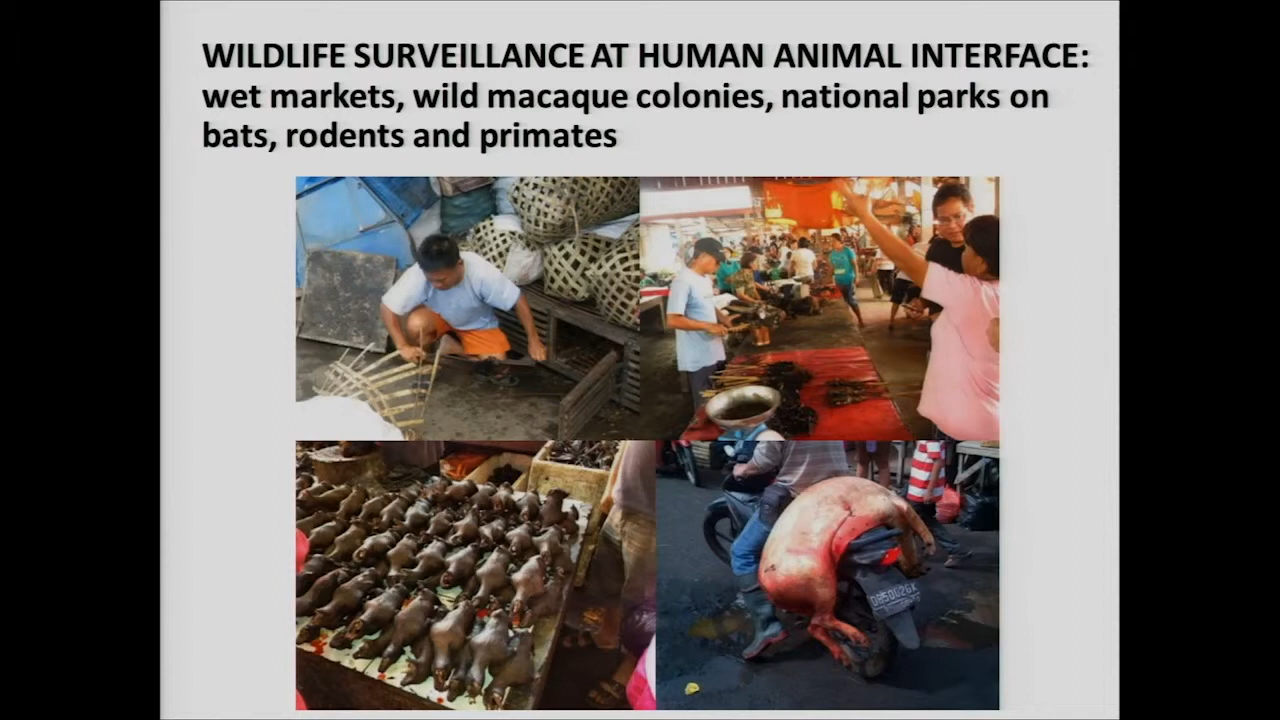 WILDLIFE SURVEILLANCE AT HUMAN ANIMAL INTERFACE:
wet markets, wild macaque colonies, national parks on
bats, rodents and primates